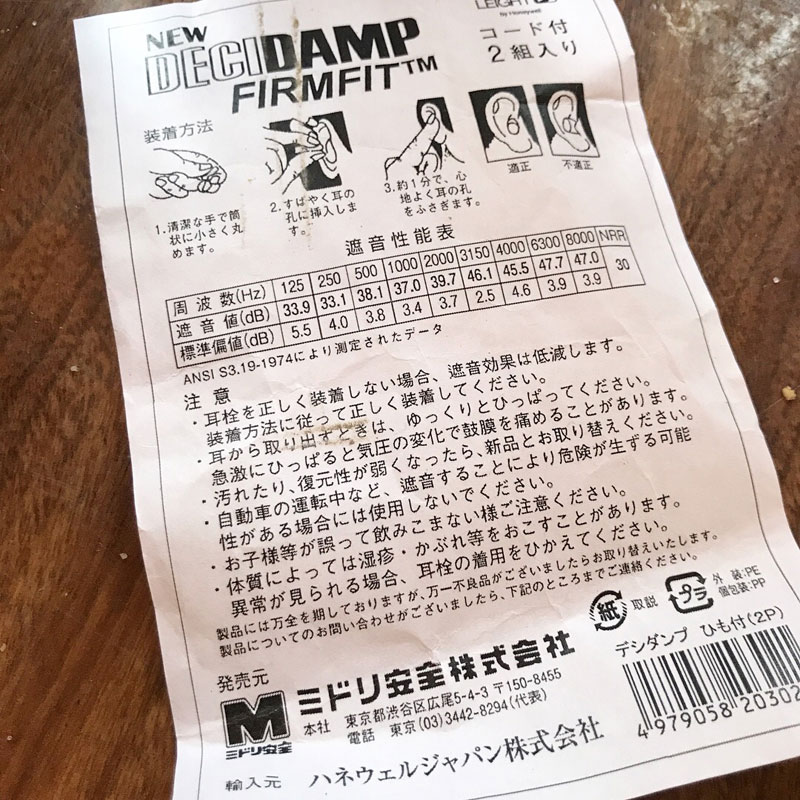 NEW
DECIDAMP
FIRMFIT™
LEIGHT
by Honeywell
コード付
2組入り
装着方法
1.清潔な手で筒
状に小さく丸
めます。
2.すばやく耳の
孔に挿入しま
す。
3.約1分で、心
地よく耳の孔
をふさぎます。
適正
不適正
遮音性能表
周波数(Hz) 125 250 500 1000 2000 3150 4000 6300 8000 NRR
遮音値(dB) 33.9 33.1 38.1 37.0 39.7 46.1 45.5 47.7 47.0 30
標準偏値(dB) 5.5 4.0 3.8 3.4 3.7 2.5 4.6 3.9 3.9
ANSI S3.19-1974により測定されたデータ
注意
・耳栓を正しく装着しない場合、遮音効果は低減します。
装着方法に従って正しく装着してください。
・耳から取り出すときは、ゆっくりとひっぱってください。
急激にひっぱると気圧の変化で鼓膜を痛めることがあります。
・汚れたり、復元性が弱くなったら、新品とお取り替えください。
・自動車の運転中など、遮音することにより危険が生ずる可能
性がある場合には使用しないでください。
・お子様等が誤って飲みこまない様ご注意ください。
・体質によっては湿疹・かぶれ等をおこすことがあります。
異常が見られる場合、耳栓の着用をひかえてください。
製品には万全を期しておりますが、万一不良品がございましたらお取り替えいたします。
製品についてのお問い合わせがございましたら、下記のところまでご連絡ください。
紙 取説
プラ 外 装:PE
個包装:PP
発売元
ミドリ安全
ミドリ安全株式会社
本社 東京都渋谷区広尾5-4-3 〒150-8455
電話 東京(03)3442-8294(代表)
デシダンプ ひも付(2P)
4 979058 20302
輸入元 ハネウェルジャパン株式会社